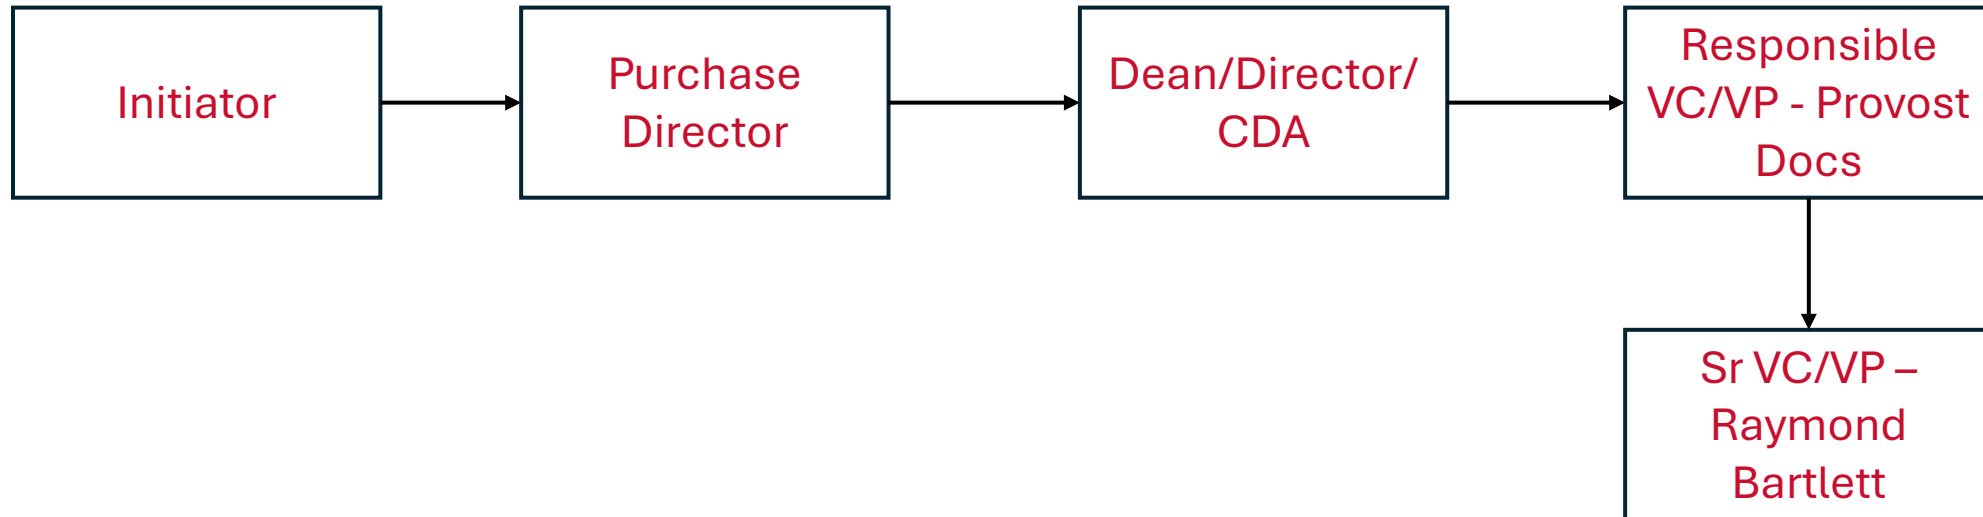 Initiator
Purchase
Director
Dean/Director/
CDA
Responsible
VC/VP - Provost
Docs
Sr VC/VP –
Raymond
Bartlett